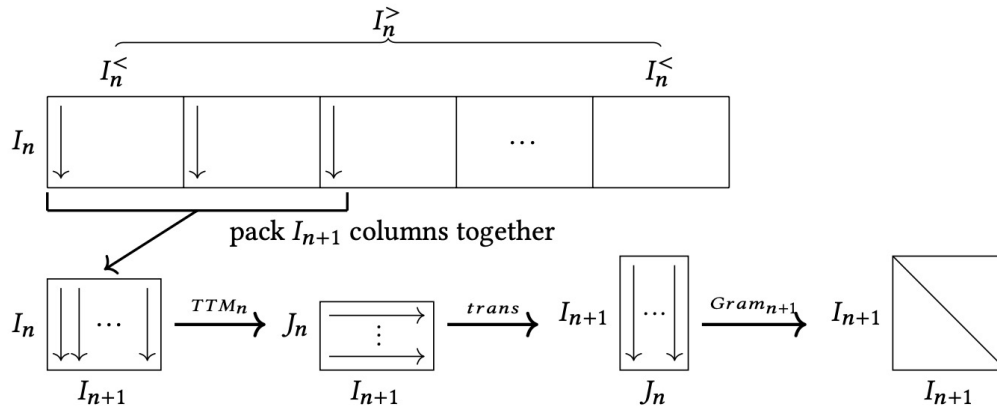 I_n^>
I_n^< I_n^<
I_n ...
pack I_{n+1} columns together
I_n ... TTM_n J_n ⋮ trans I_{n+1} ... Gram_{n+1} I_{n+1}
I_{n+1} I_{n+1} J_n I_{n+1}